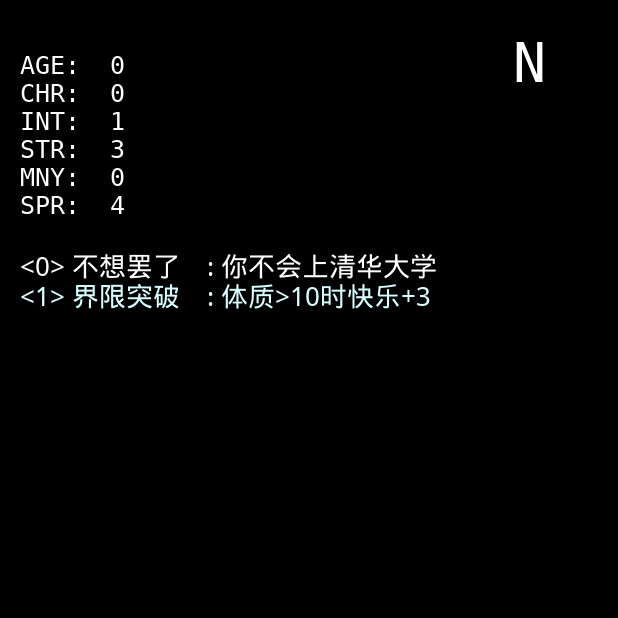 N
AGE: 0
CHR: 0
INT: 1
STR: 3
MNY: 0
SPR: 4
<0> 不想罢了 : 你不会上清华大学
<1> 界限突破 : 体质>10时快乐+3